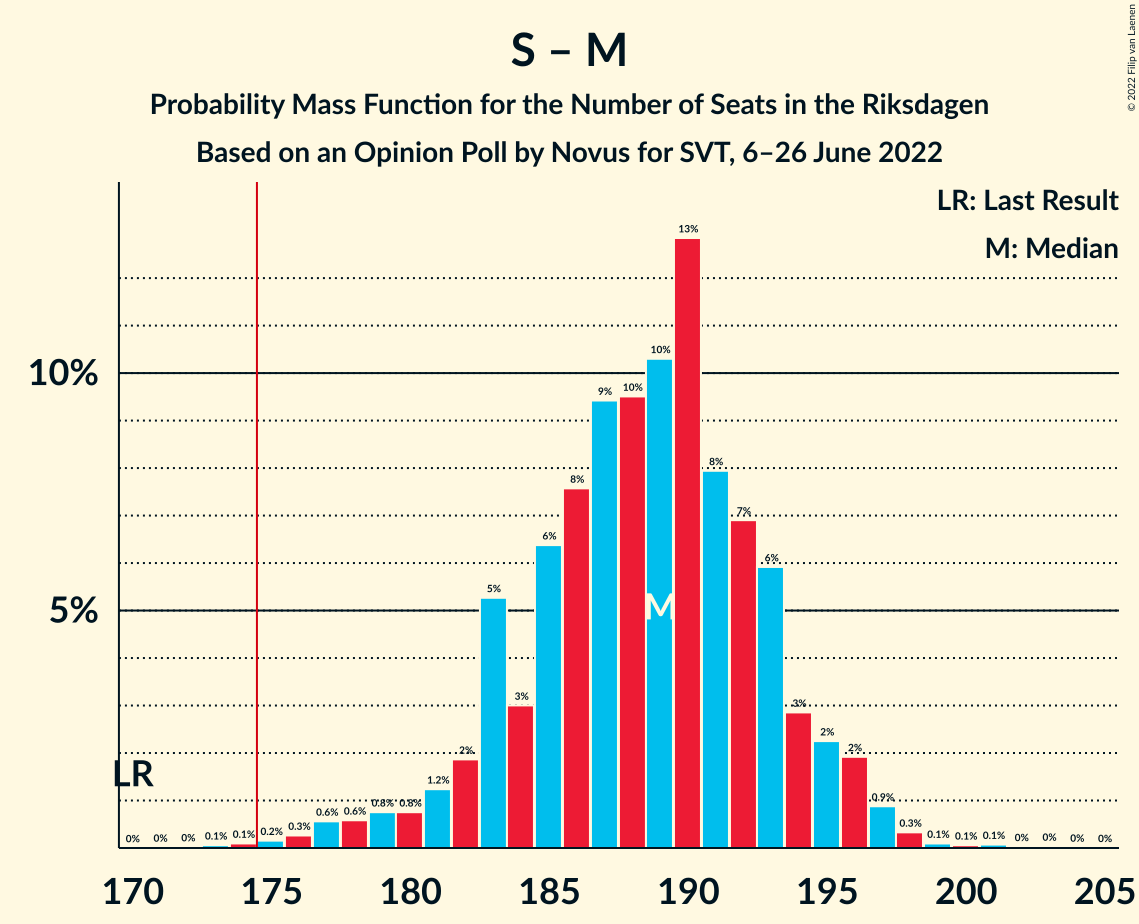 S – M
Probability Mass Function for the Number of Seats in the Riksdagen
Based on an Opinion Poll by Novus for SVT, 6–26 June 2022
© 2022 Filip van Laenen
LR: Last Result
M: Median
10%
5%
LR
M
0% 0% 0% 0.1% 0.1% 0.2% 0.3% 0.6% 0.6% 0.8% 0.8% 1.2% 2% 5% 3% 6% 8% 9% 10% 10% 13% 8% 7% 6% 3% 2% 2% 0.9% 0.3% 0.1% 0.1% 0.1% 0% 0% 0% 0%
170 175 180 185 190 195 200 205